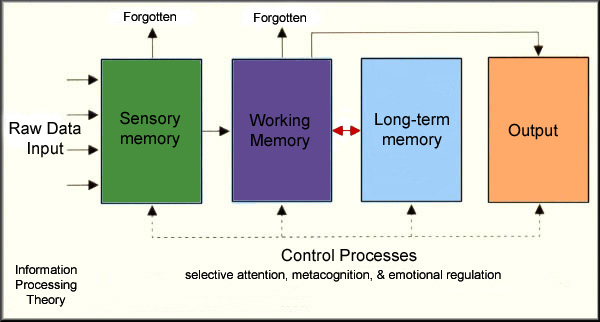 Forgotten
Forgotten
Raw Data
Input
Sensory
memory
Working
Memory
Long-term
memory
Output
Control Processes
selective attention, metacognition, & emotional regulation
Information
Processing
Theory